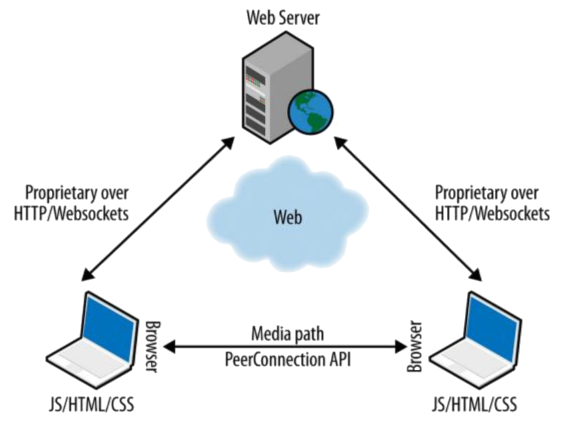 Web Server
Proprietary over
HTTP/Websockets
Proprietary over
HTTP/Websockets
Web
Browser
Media path
PeerConnection API
Browser
JS/HTML/CSS
JS/HTML/CSS